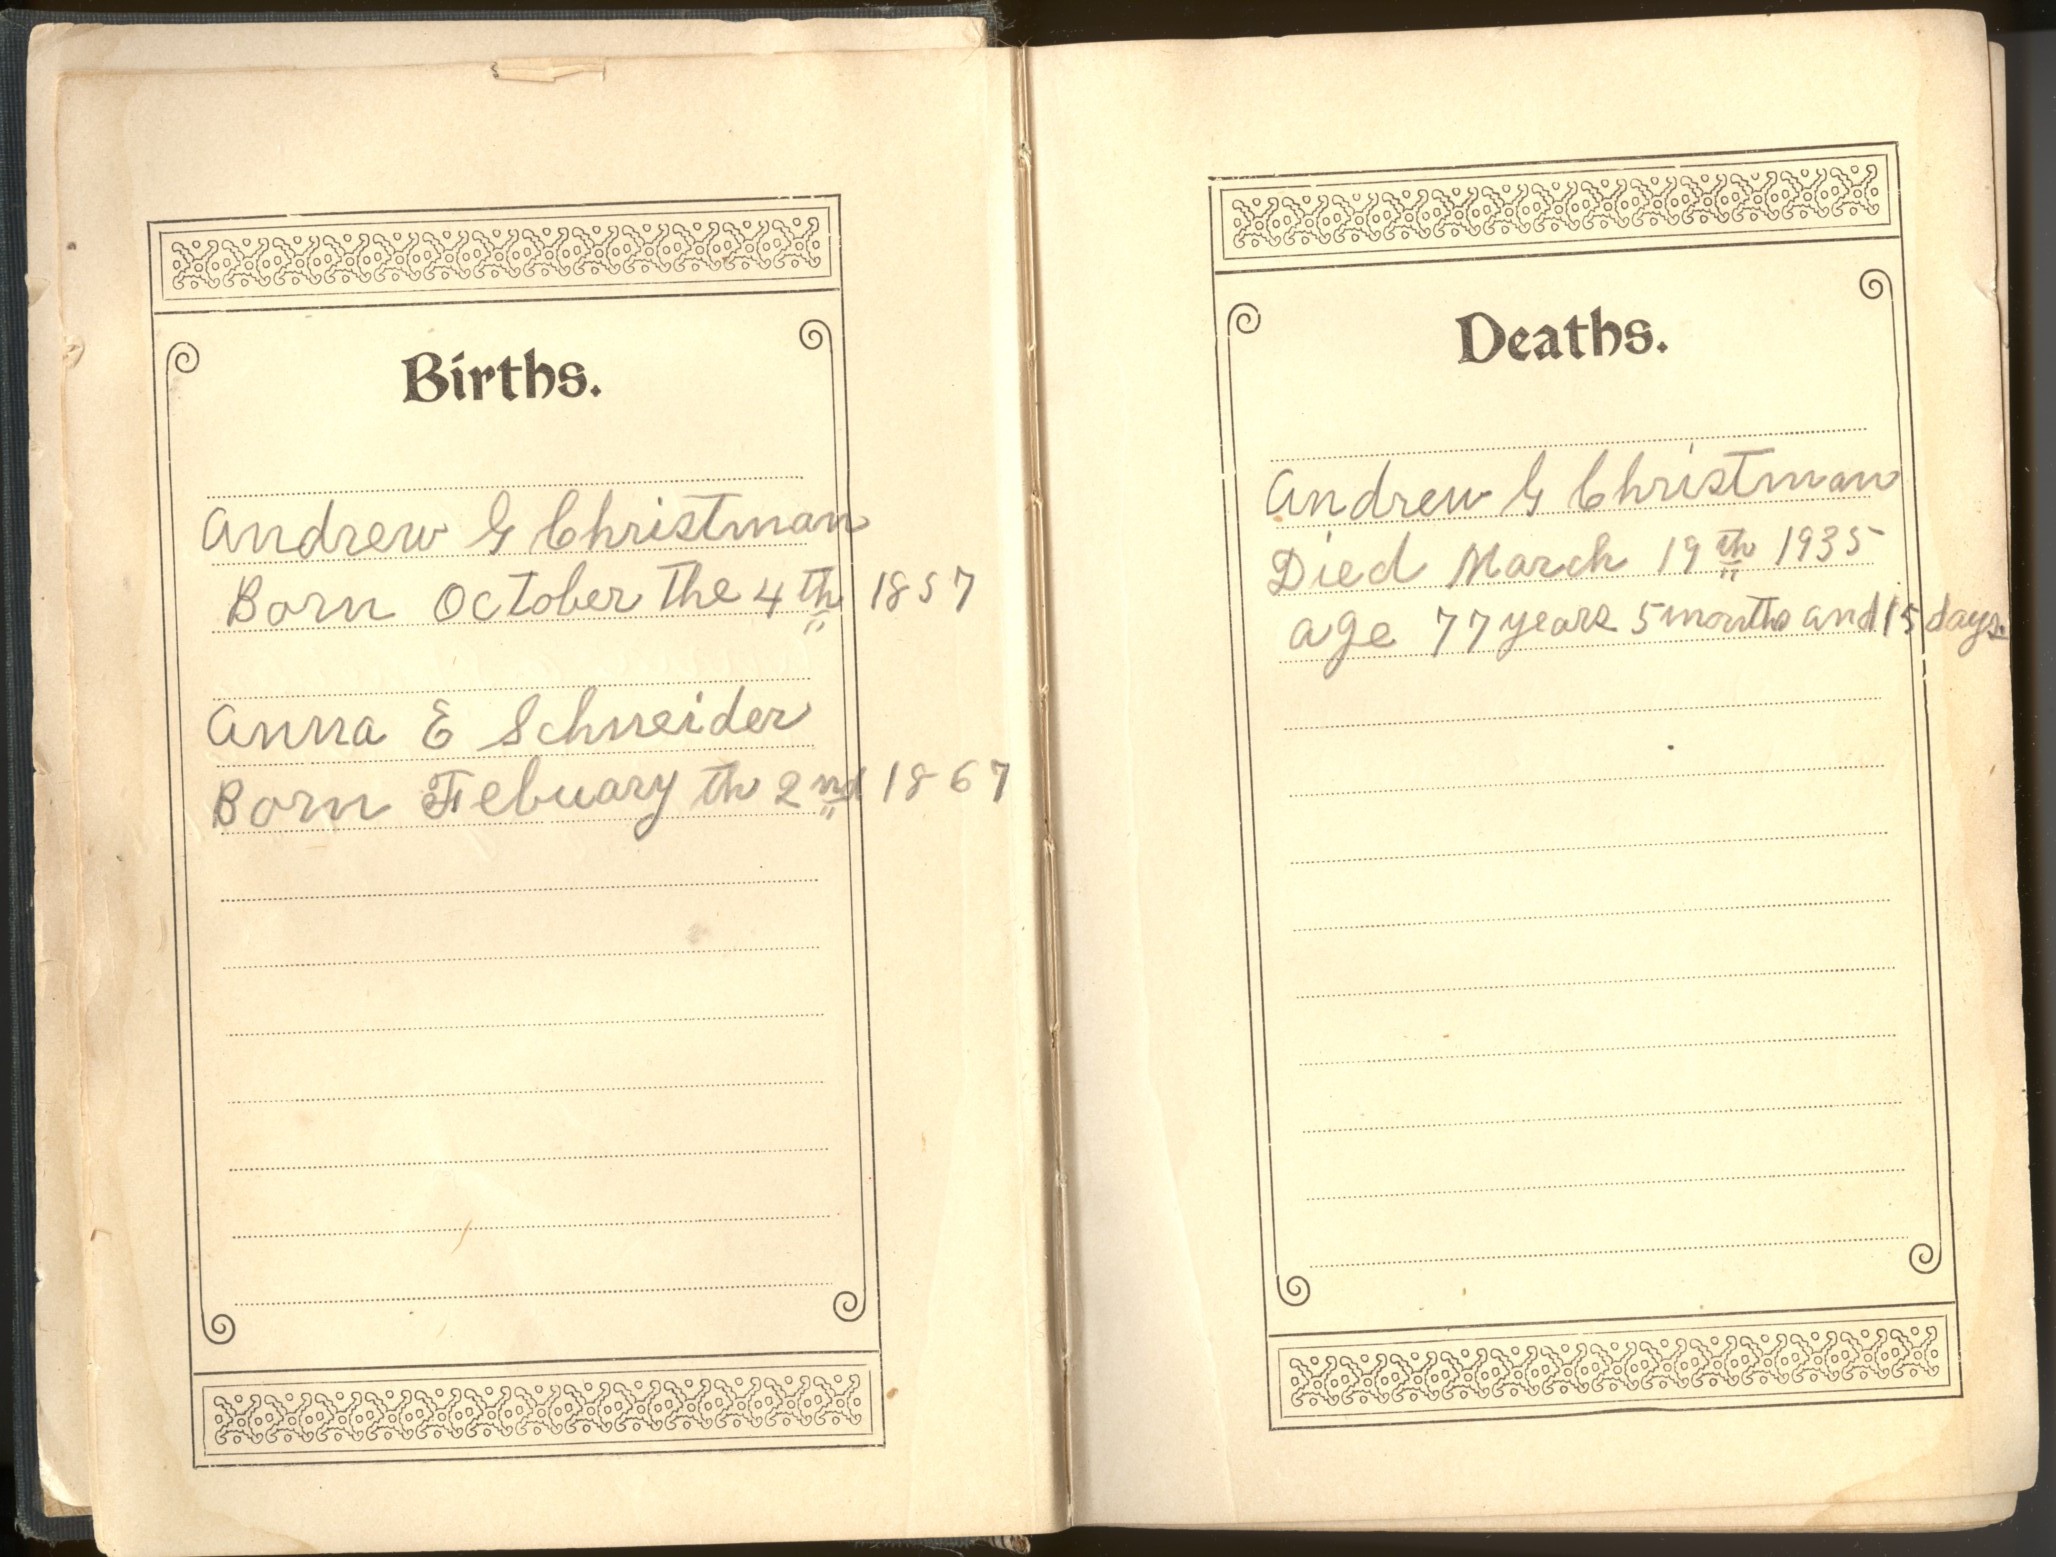 Births.
Andrew G Christman
Born October the 4th 1857
Anna E Schneider
Born Febuary th 2nd 1867
Deaths.
Andrew G Christman
Died March 19th 1935
age 77 years 5 months and 15 days.